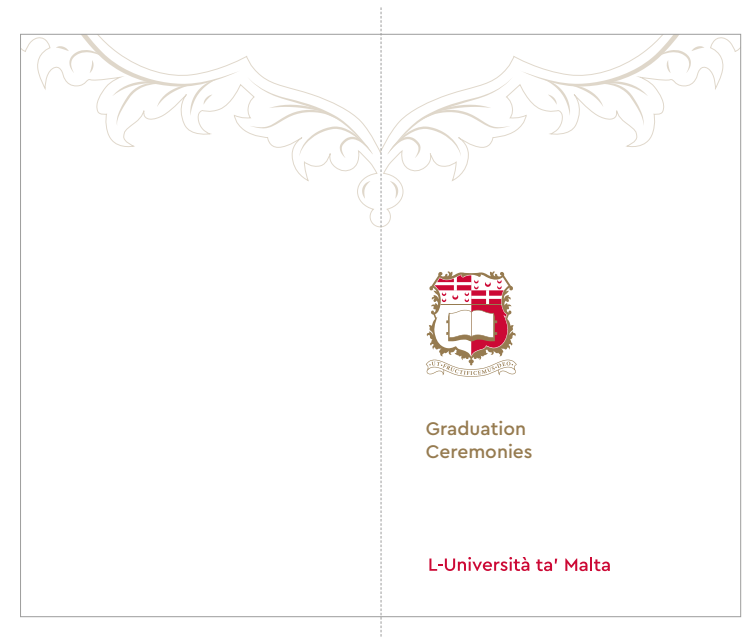 ·UT·FRUCTIFICEMUS·DEO·
Graduation
Ceremonies
L-Università ta' Malta